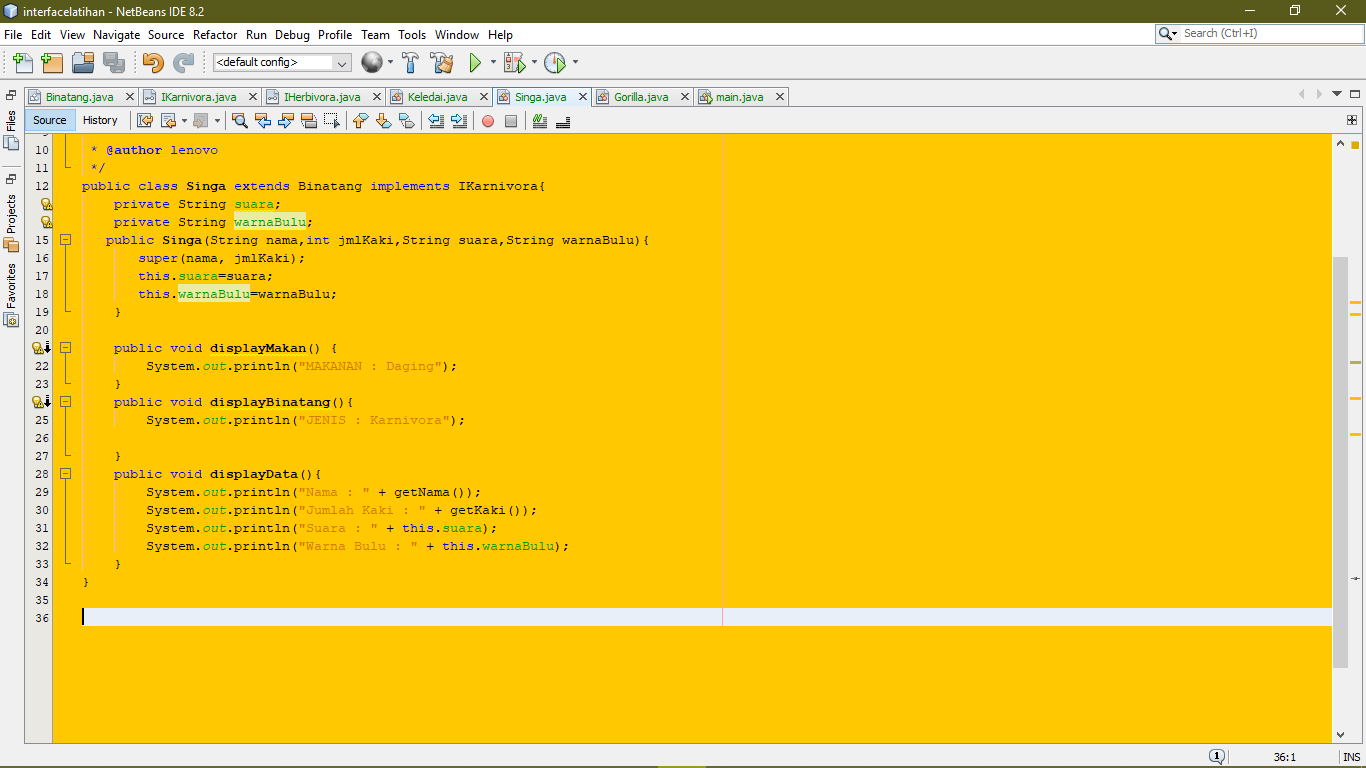 interfacelatihan - NetBeans IDE 8.2
File Edit View Navigate Source Refactor Run Debug Profile Team Tools Window Help
Search (Ctrl+I)
<default config>
Files
Projects
Favorites
Binatang.java IKarnivora.java IHerbivora.java Keledai.java Singa.java Gorilla.java main.java
Source History
10 * @author lenovo
11 */
12 public class Singa extends Binatang implements IKarnivora{
private String suara;
private String warnaBulu;
15 public Singa(String nama,int jmlKaki,String suara,String warnaBulu){
16 super(nama, jmlKaki);
17 this.suara=suara;
18 this.warnaBulu=warnaBulu;
19 }
20
public void displayMakan() {
22 System.out.println("MAKANAN : Daging");
23 }
public void displayBinatang(){
25 System.out.println("JENIS : Karnivora");
26
27 }
28 public void displayData(){
29 System.out.println("Nama : " + getNama());
30 System.out.println("Jumlah Kaki : " + getKaki());
31 System.out.println("Suara : " + this.suara);
32 System.out.println("Warna Bulu : " + this.warnaBulu);
33 }
34 }
35
36
1 36:1 INS